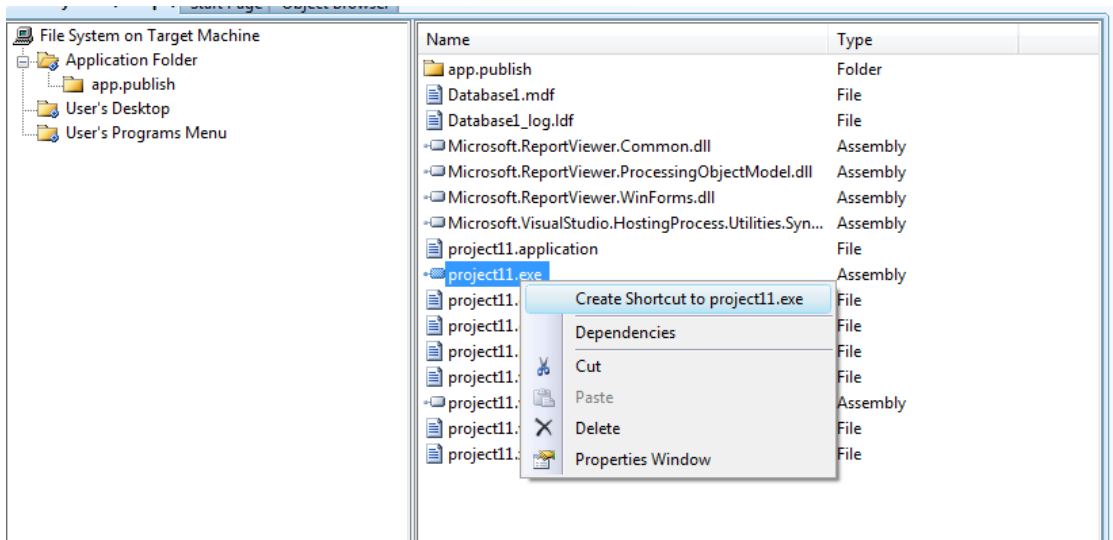 Start Page Object Browser
File System on Target Machine
Application Folder
app.publish
User's Desktop
User's Programs Menu
Name Type
app.publish Folder
Database1.mdf File
Database1_log.ldf File
Microsoft.ReportViewer.Common.dll Assembly
Microsoft.ReportViewer.ProcessingObjectModel.dll Assembly
Microsoft.ReportViewer.WinForms.dll Assembly
Microsoft.VisualStudio.HostingProcess.Utilities.Syn... Assembly
project11.application File
project11.exe Assembly
project11. File
project11. File
project11. File
project11. File
project11. Assembly
project11. File
project11. File
Create Shortcut to project11.exe
Dependencies
Cut
Paste
Delete
Properties Window